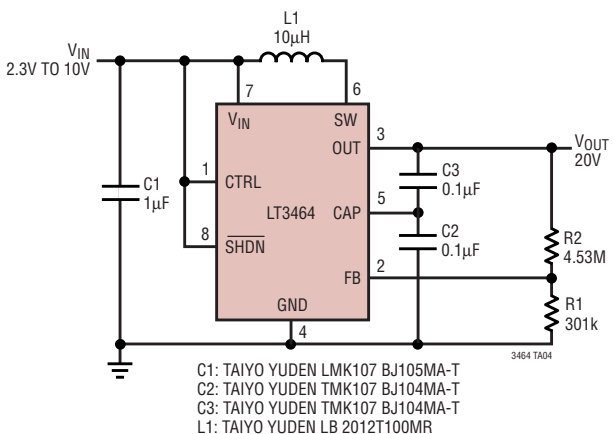 L1
10µH
VIN
2.3V TO 10V
7
6
VIN
SW
3
OUT
VOUT
20V
C3
0.1µF
1
CTRL
C1
1µF
5
LT3464
CAP
C2
0.1µF
R2
4.53M
8
SHDN
2
FB
R1
301k
GND
4
3464 TA04
C1: TAIYO YUDEN LMK107 BJ105MA-T
C2: TAIYO YUDEN TMK107 BJ104MA-T
C3: TAIYO YUDEN TMK107 BJ104MA-T
L1: TAIYO YUDEN LB 2012T100MR